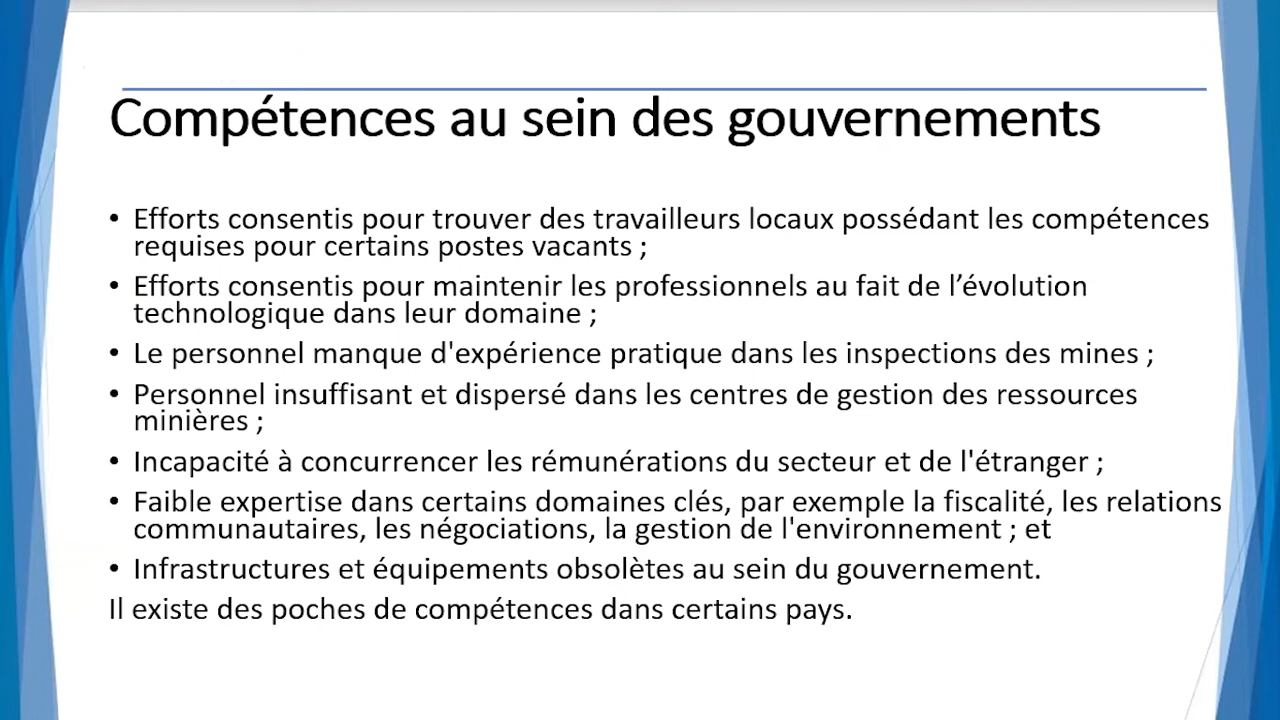 Compétences au sein des gouvernements
• Efforts consentis pour trouver des travailleurs locaux possédant les compétences
requises pour certains postes vacants ;
• Efforts consentis pour maintenir les professionnels au fait de l’évolution
technologique dans leur domaine ;
• Le personnel manque d'expérience pratique dans les inspections des mines ;
• Personnel insuffisant et dispersé dans les centres de gestion des ressources
minières ;
• Incapacité à concurrencer les rémunérations du secteur et de l'étranger ;
• Faible expertise dans certains domaines clés, par exemple la fiscalité, les relations
communautaires, les négociations, la gestion de l'environnement ; et
• Infrastructures et équipements obsolètes au sein du gouvernement.
Il existe des poches de compétences dans certains pays.